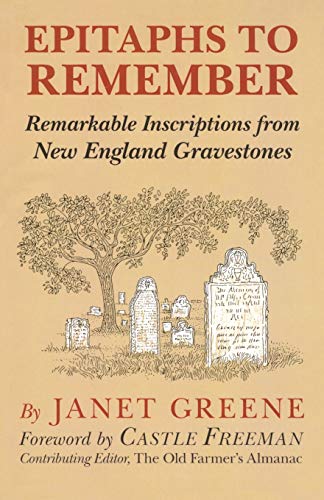 EPITAPHS TO
REMEMBER
Remarkable Inscriptions from
New England Gravestones
By JANET GREENE
Foreword by CASTLE FREEMAN
Contributing Editor, The Old Farmer's Almanac